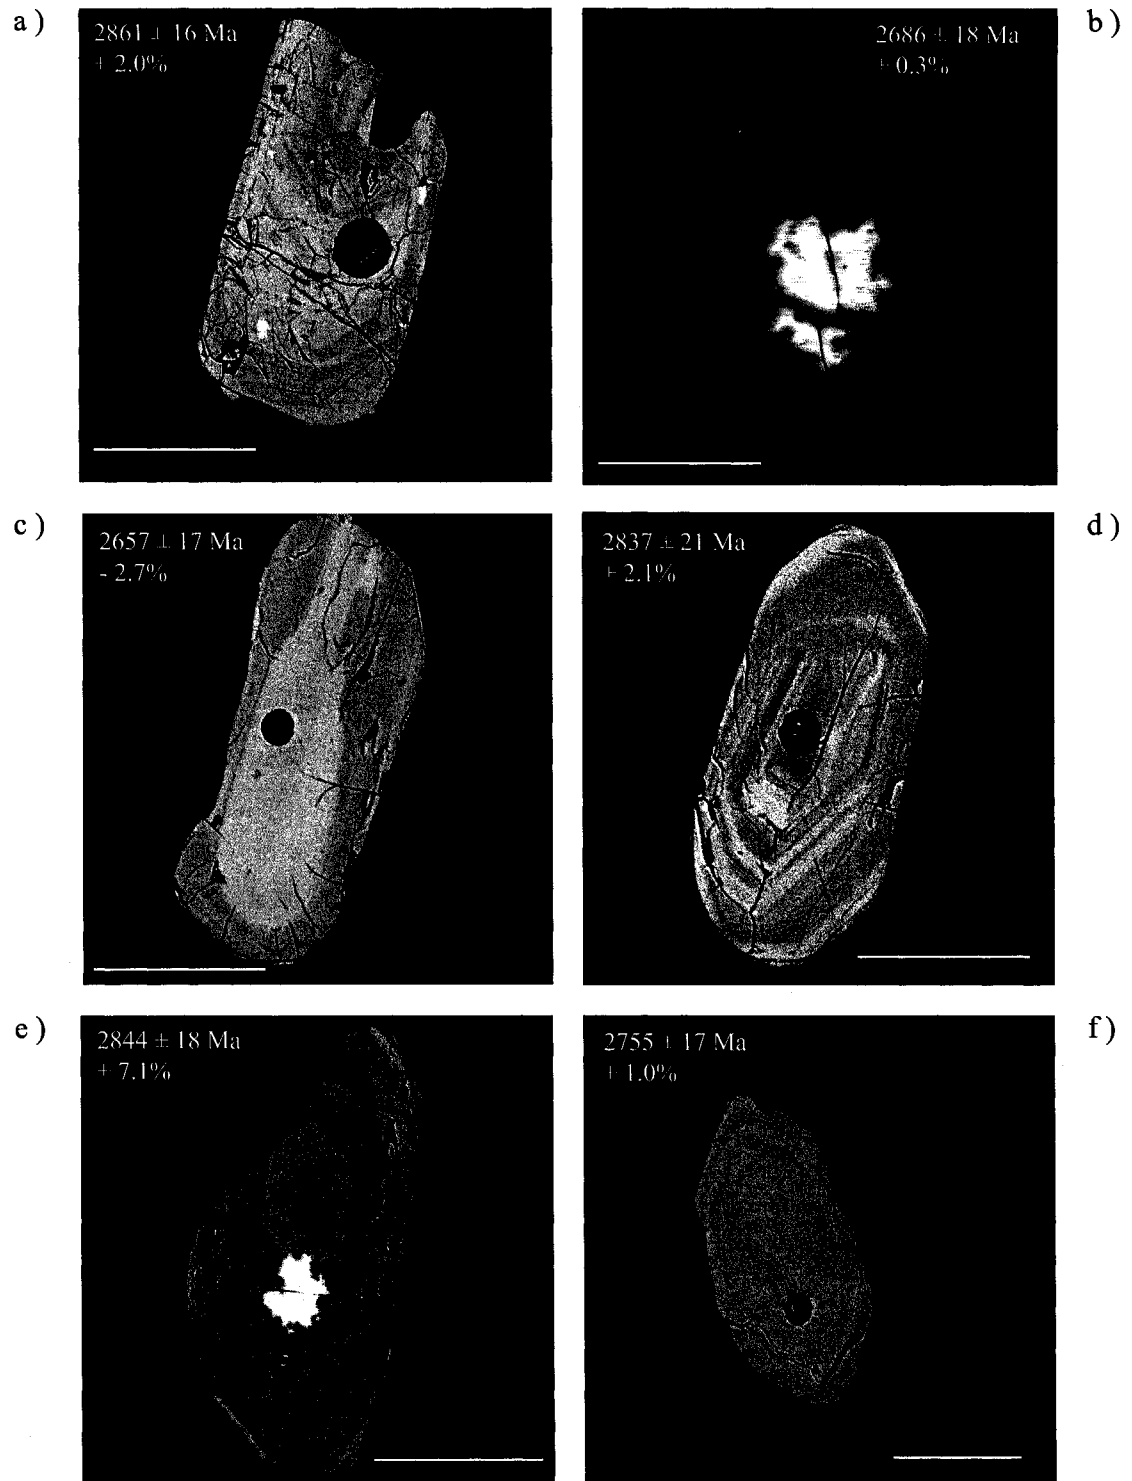 a )
2861 ± 16 Ma
+ 2.0%
b )
2686 ± 18 Ma
± 0.3%
c )
2657 ± 17 Ma
- 2.7%
d )
2837 ± 21 Ma
+ 2.1%
e )
2844 ± 18 Ma
+ 7.1%
f )
2755 ± 17 Ma
± 1.0%